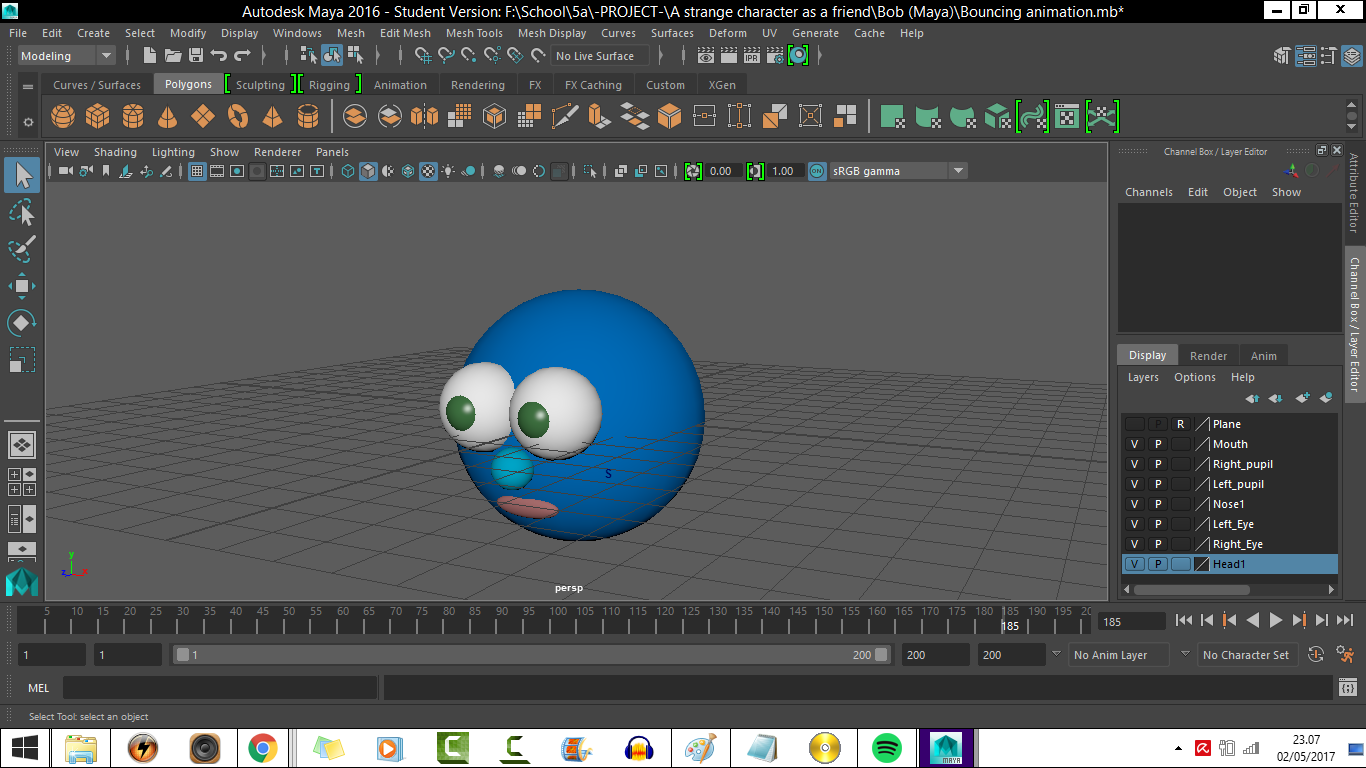 Autodesk Maya 2016 - Student Version: F:\School\5a\-PROJECT-\A strange character as a friend\Bob (Maya)\Bouncing animation.mb*
File Edit Create Select Modify Display Windows Mesh Edit Mesh Mesh Tools Mesh Display Curves Surfaces Deform UV Generate Cache Help
Modeling No Live Surface IPR
Curves / Surfaces Polygons Sculpting Rigging Animation Rendering FX FX Caching Custom XGen
View Shading Lighting Show Renderer Panels
0.00 1.00 ON sRGB gamma
Channel Box / Layer Editor
Channels Edit Object Show
Attribute Editor
Channel Box / Layer Editor
Display Render Anim
Layers Options Help
P R Plane
V P Mouth
V P Right_pupil
V P Left_pupil
V P Nose1
V P Left_Eye
V P Right_Eye
V P Head1
S
y
z x
persp
5 10 15 20 25 30 35 40 45 50 55 60 65 70 75 80 85 90 95 100 105 110 115 120 125 130 135 140 145 150 155 160 165 170 175 180 185 190 195 20
185
185
1 1 1 200 200 200 No Anim Layer No Character Set
MEL
Select Tool: select an object
MAYA
23.07
02/05/2017